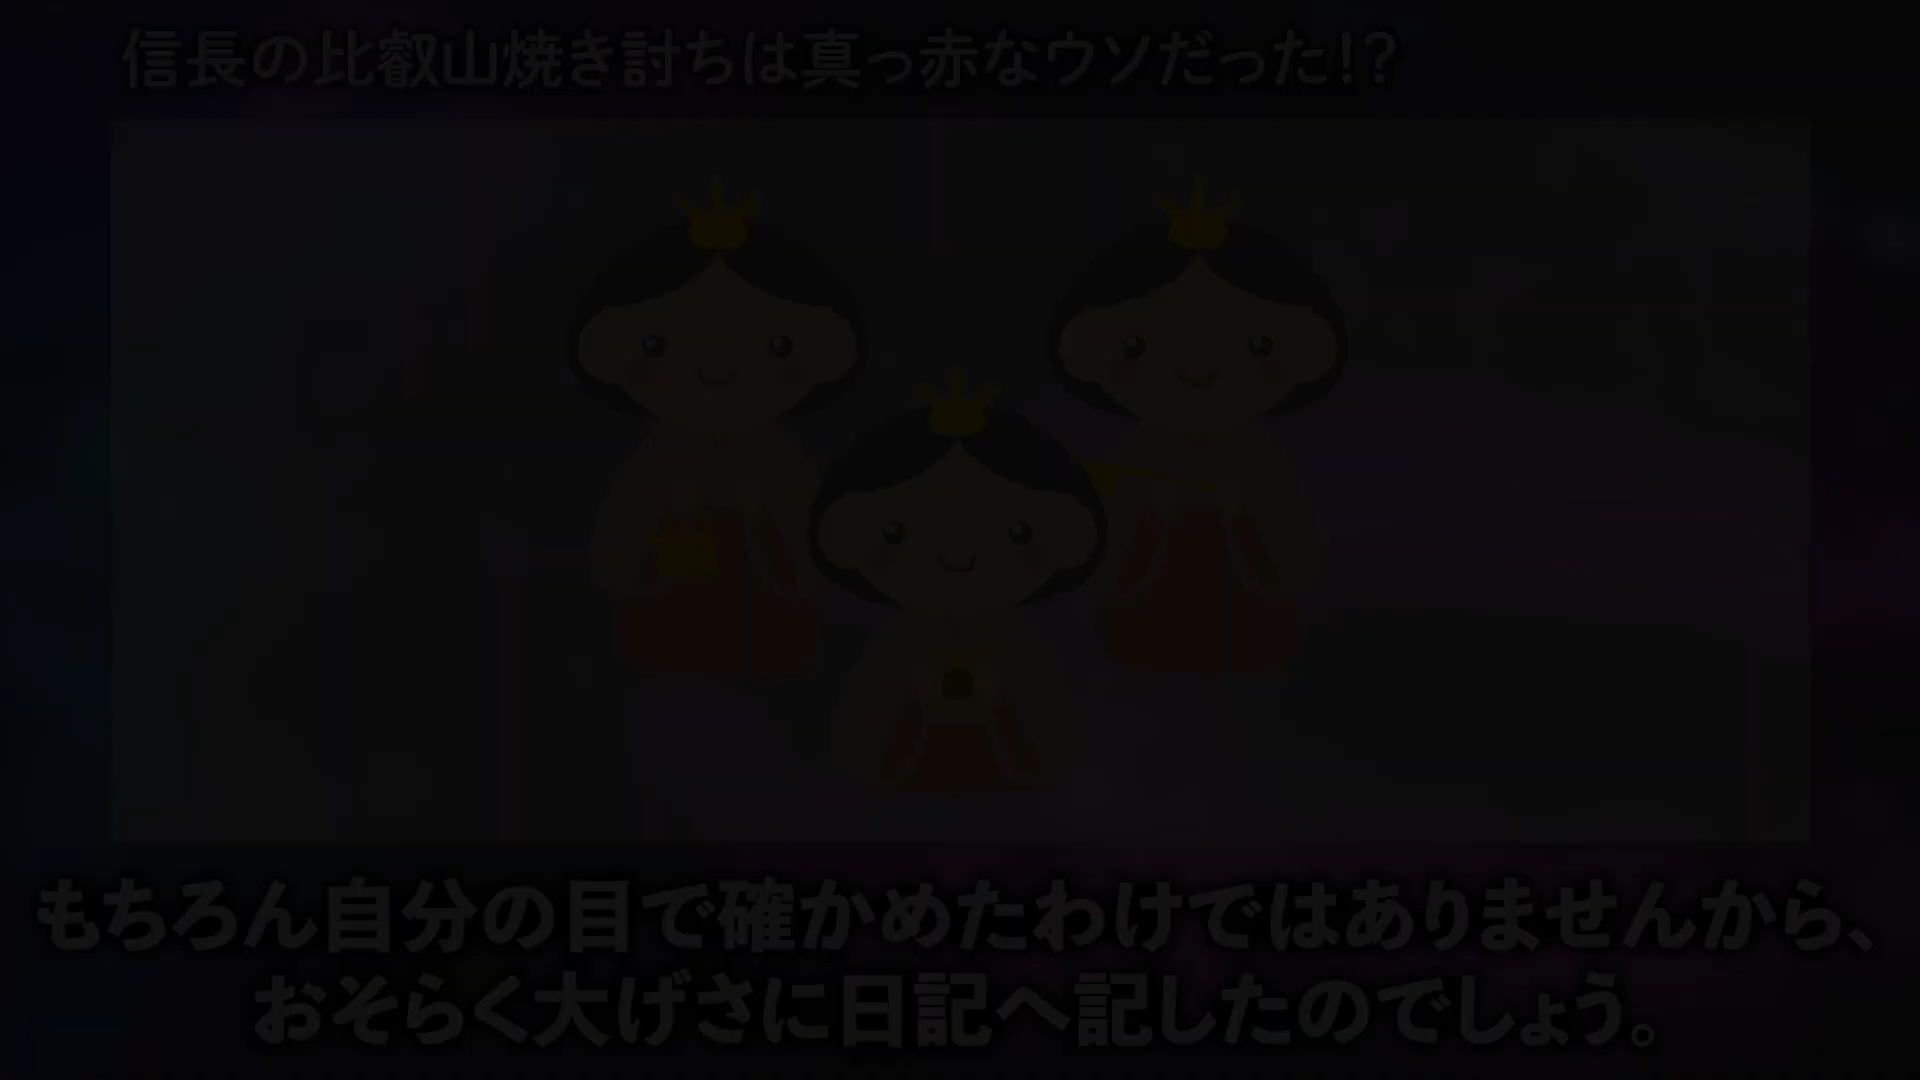 信長の比叡山焼き討ちは真っ赤なウソだった!?
もちろん自分の目で確かめたわけではありませんから、
おそらく大げさに日記へ記したのでしょう。